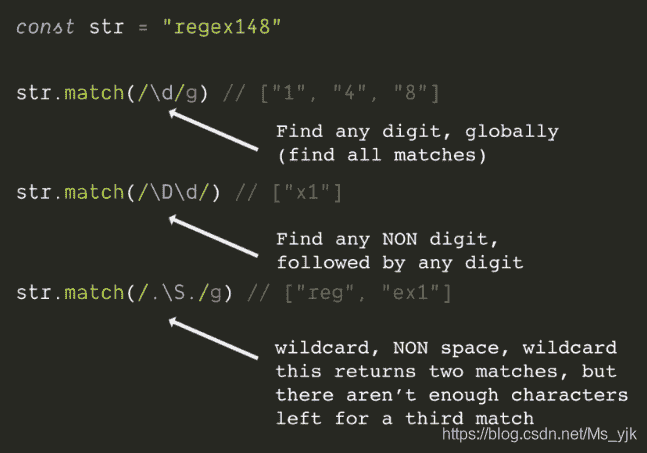 const str = "regex148"
str.match(/\d/g) // ["1", "4", "8"]
Find any digit, globally
(find all matches)
str.match(/\D\d/) // ["x1"]
Find any NON digit,
followed by any digit
str.match(/.\S./g) // ["reg", "ex1"]
wildcard, NON space, wildcard
this returns two matches, but
there aren't enough characters
left for a third match
https://blog.csdn.net/Ms_yjk